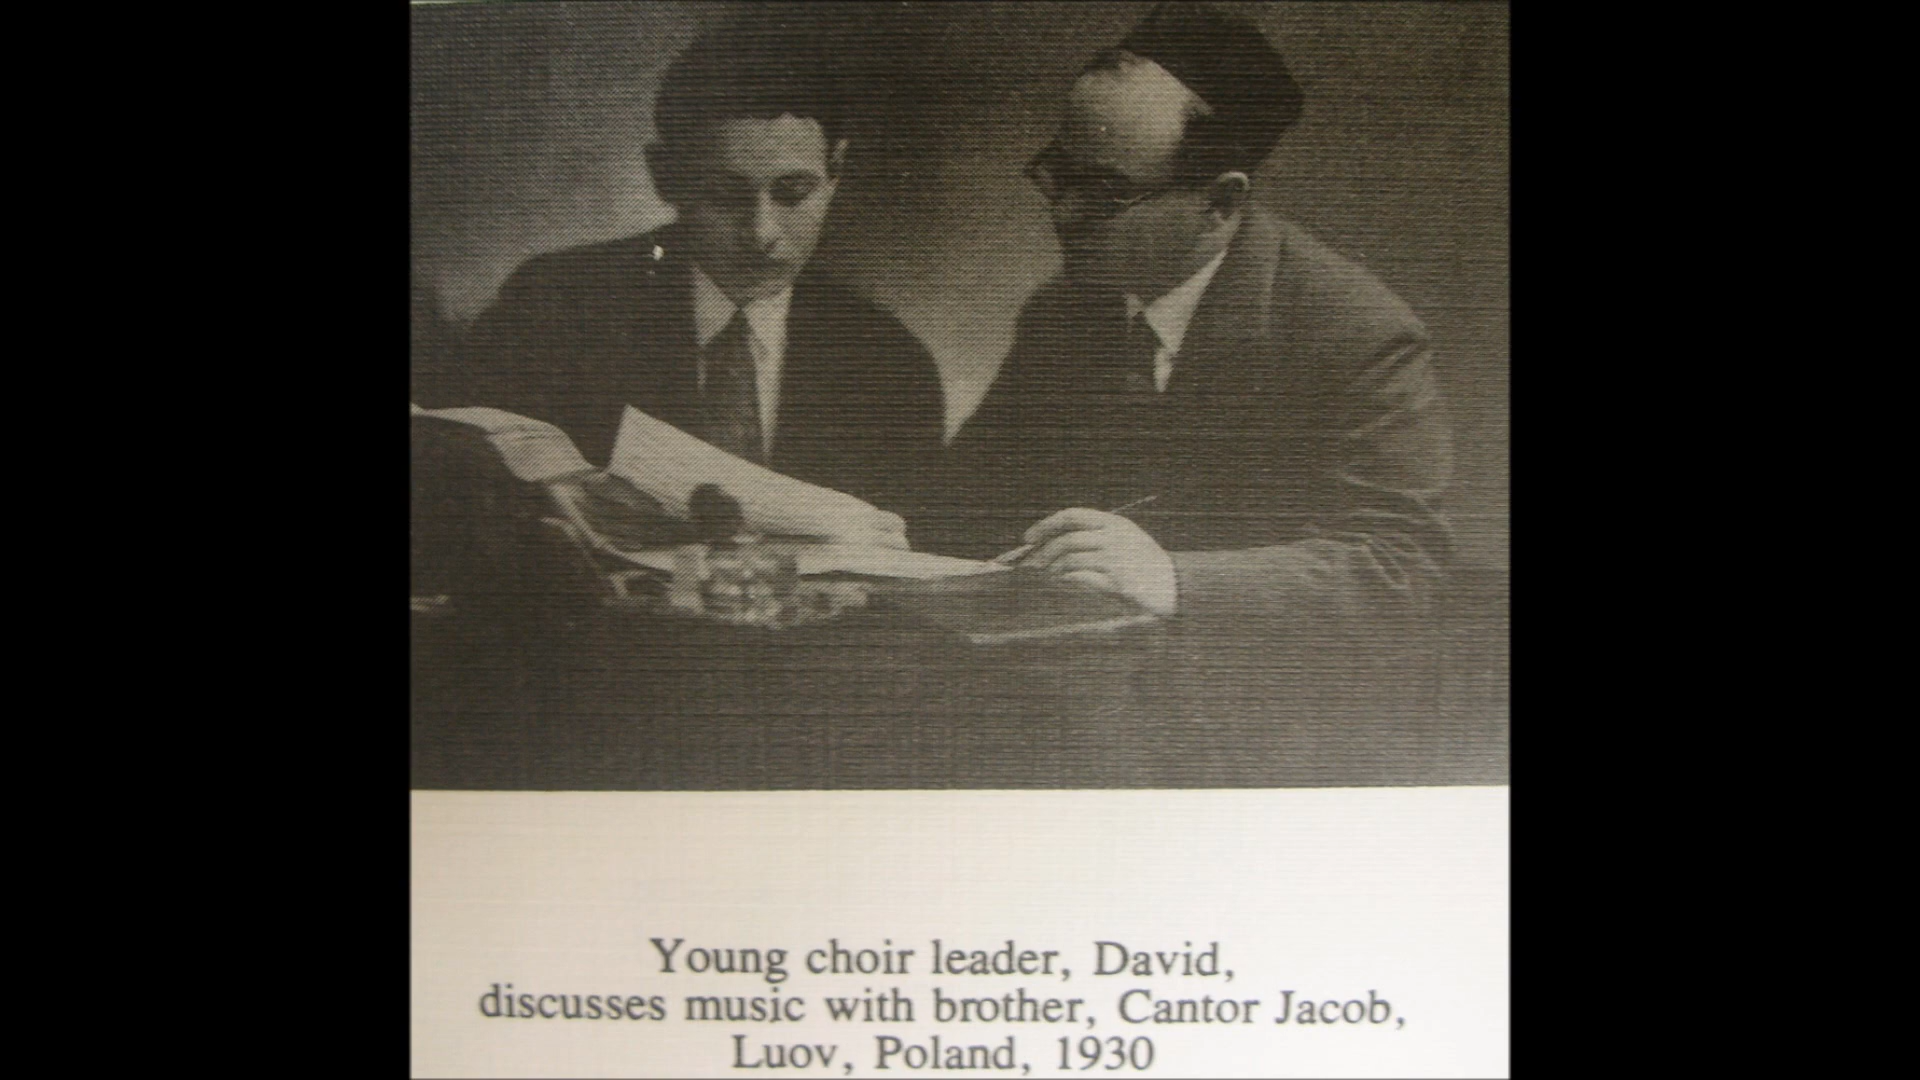 Young choir leader, David,
discusses music with brother, Cantor Jacob,
Luov, Poland, 1930